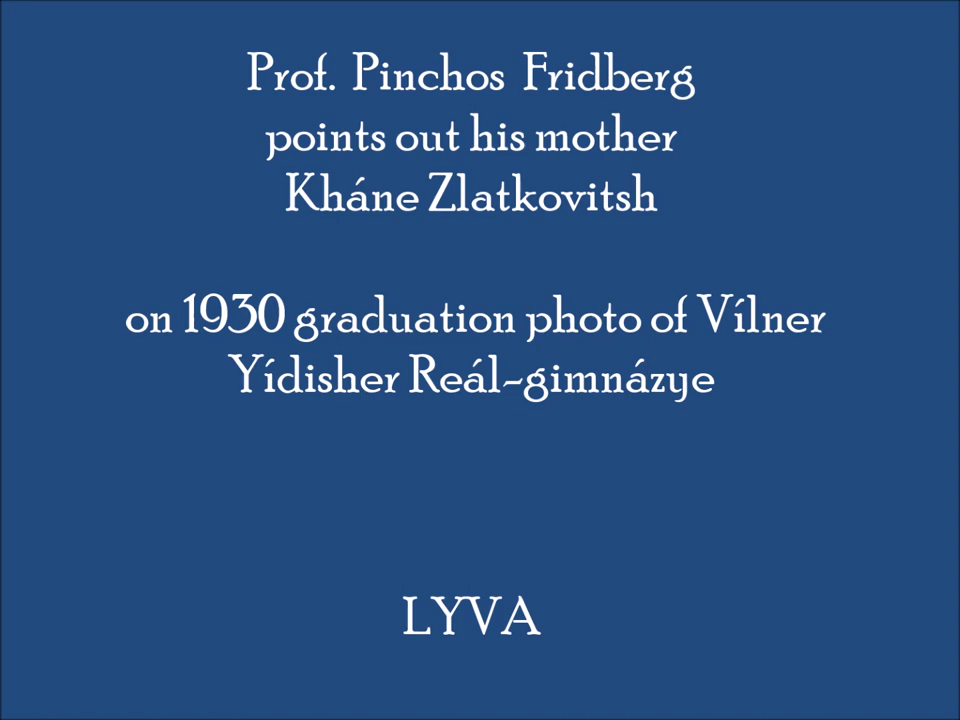 Prof. Pinchos Fridberg
points out his mother
Kháne Zlatkovitsh
on 1930 graduation photo of Vílner
Yídisher Reál-gimnázye
LYVA